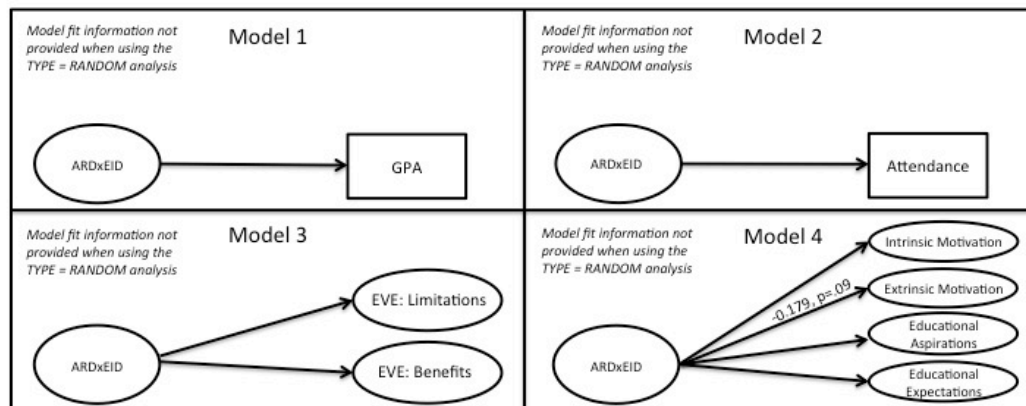 Model fit information not
provided when using the
TYPE = RANDOM analysis
Model 1
ARDxEID
GPA
Model fit information not
provided when using the
TYPE = RANDOM analysis
Model 2
ARDxEID
Attendance
Model fit information not
provided when using the
TYPE = RANDOM analysis
Model 3
EVE: Limitations
ARDxEID
EVE: Benefits
Model fit information not
provided when using the
TYPE = RANDOM analysis
Model 4
Intrinsic Motivation
-0.179, p=.09
Extrinsic Motivation
Educational
Aspirations
ARDxEID
Educational
Expectations